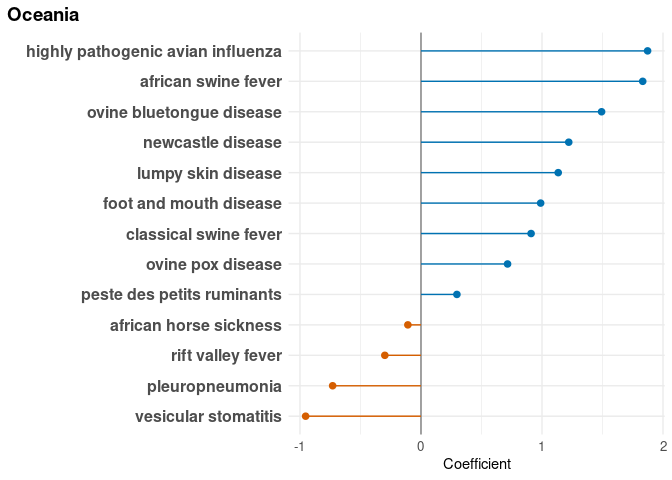 Oceania
highly pathogenic avian influenza
african swine fever
ovine bluetongue disease
newcastle disease
lumpy skin disease
foot and mouth disease
classical swine fever
ovine pox disease
peste des petits ruminants
african horse sickness
rift valley fever
pleuropneumonia
vesicular stomatitis
-1 0 1 2
Coefficient